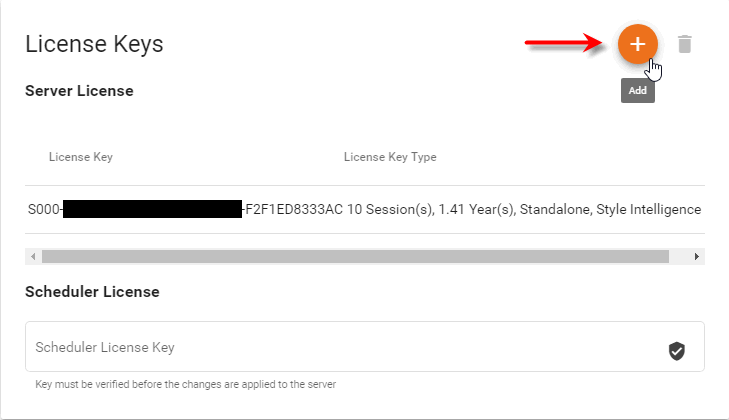 License Keys
Add
Server License
License Key License Key Type
S000- -F2F1ED8333AC 10 Session(s), 1.41 Year(s), Standalone, Style Intelligence
Scheduler License
Scheduler License Key
Key must be verified before the changes are applied to the server